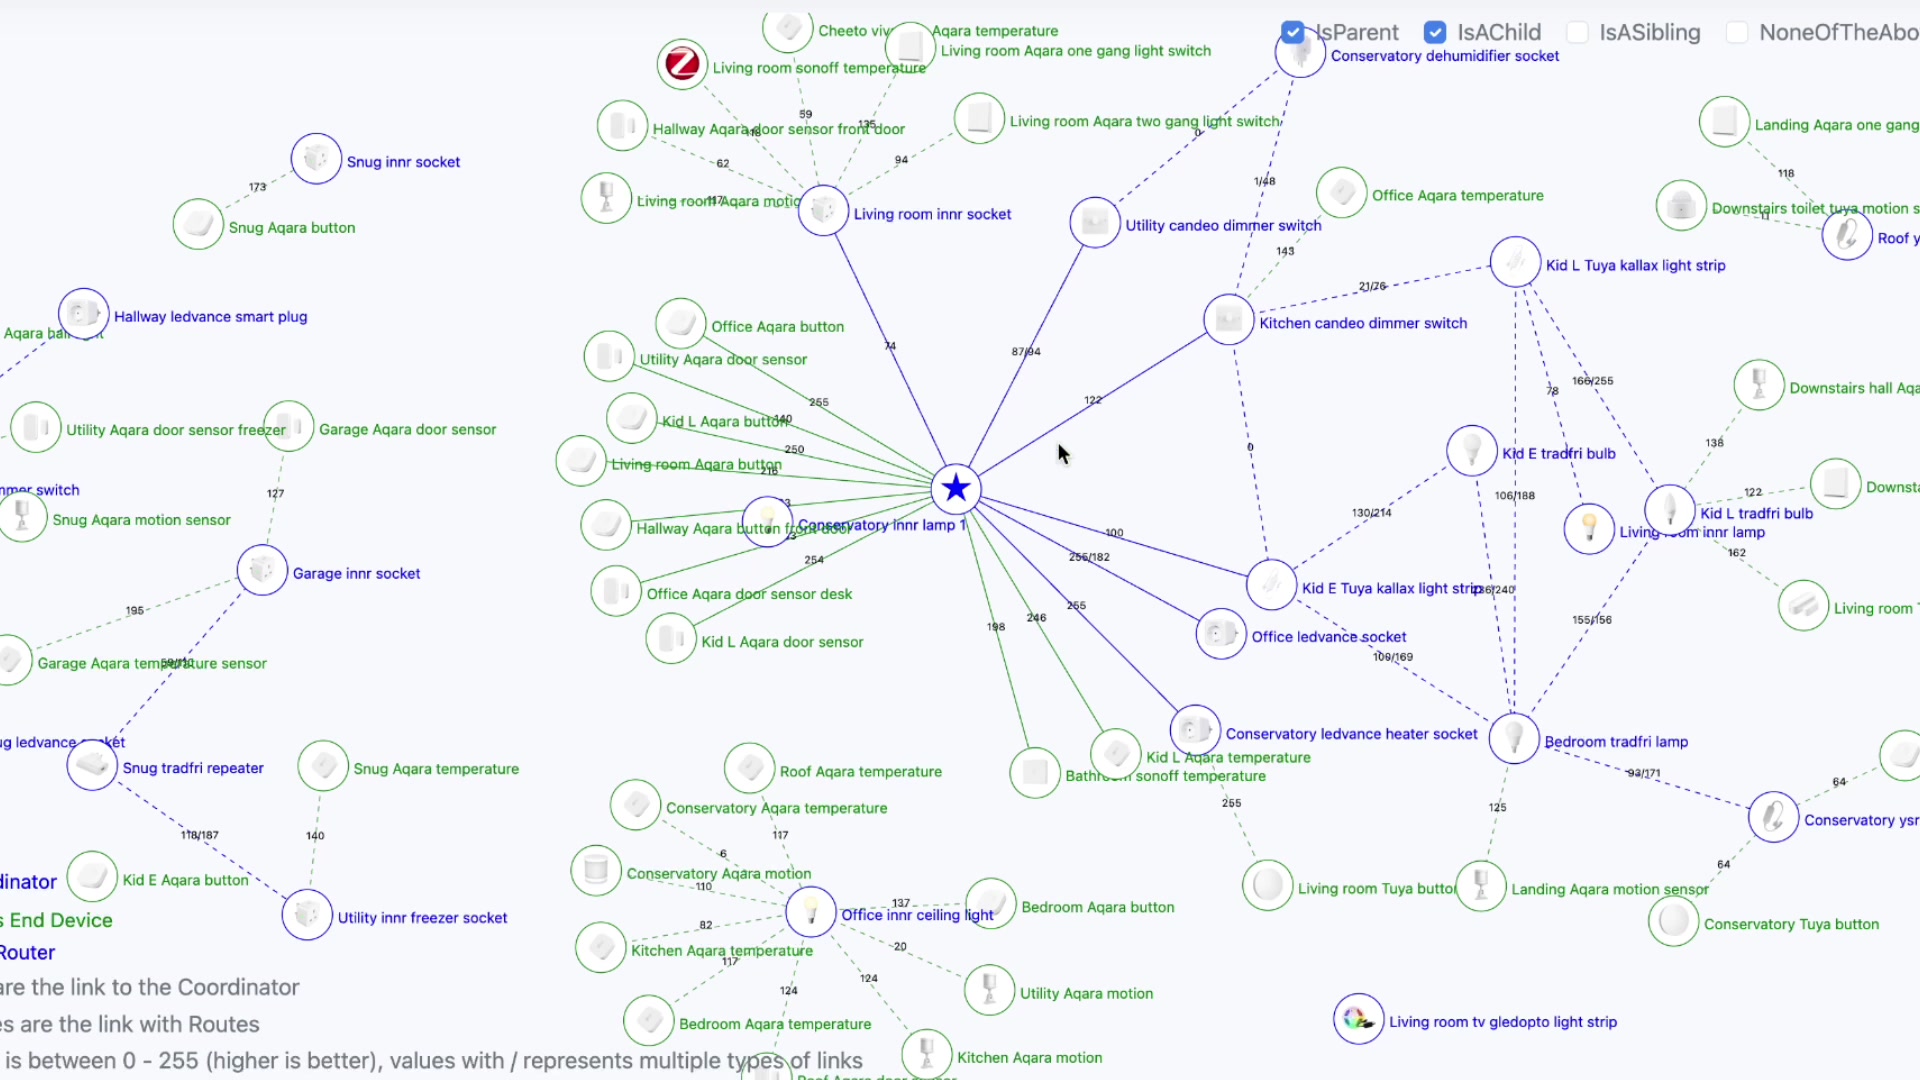 IsParent
IsAChild
IsASibling
NoneOfTheAbo
Cheeto viv
Aqara temperature
Living room Aqara one gang light switch
Living room sonoff temperature
Conservatory dehumidifier socket
59
135
118
Hallway Aqara door sensor front door
Living room Aqara two gang light switch
0
Landing Aqara one gang
62
94
Snug innr socket
118
173
1/48
Living room Aqara motio
117
Living room innr socket
Office Aqara temperature
Downstairs toilet tuya motion s
11
Snug Aqara button
Utility candeo dimmer switch
Roof y
143
Kid L Tuya kallax light strip
21/76
Hallway ledvance smart plug
Office Aqara button
Kitchen candeo dimmer switch
74
87/94
Utility Aqara door sensor
166/255
78
Downstairs hall Aqa
255
122
140
Kid L Aqara button
Utility Aqara door sensor freezer
Garage Aqara door sensor
250
0
138
Kid E tradfri bulb
Living room Aqara button
216
mmer switch
127
106/188
122
Downsta
Snug Aqara motion sensor
130/214
Kid L tradfri bulb
Hallway Aqara button front door
Conservatory innr lamp 1
100
Living room innr lamp
254
255/182
162
Garage innr socket
Kid E Tuya kallax light strip
Office Aqara door sensor desk
255
195
246
198
155/156
Living room
Office ledvance socket
Kid L Aqara door sensor
100/169
Garage Aqara temperature sensor
Conservatory ledvance heater socket
Bedroom tradfri lamp
Snug tradfri repeater
Snug Aqara temperature
Roof Aqara temperature
Kid L Aqara temperature
Bathroom sonoff temperature
93/171
64
Conservatory Aqara temperature
255
125
118/187
140
117
Conservatory ysr
6
64
Conservatory Aqara motion
110
dinator
Kid E Aqara button
137
Bedroom Aqara button
Living room Tuya button
Landing Aqara motion sensor
s End Device
Utility innr freezer socket
Office innr ceiling light
82
Conservatory Tuya button
Router
Kitchen Aqara temperature
117
20
124
124
are the link to the Coordinator
Utility Aqara motion
es are the link with Routes
Bedroom Aqara temperature
Living room tv gledopto light strip
is between 0 - 255 (higher is better), values with / represents multiple types of links
Kitchen Aqara motion